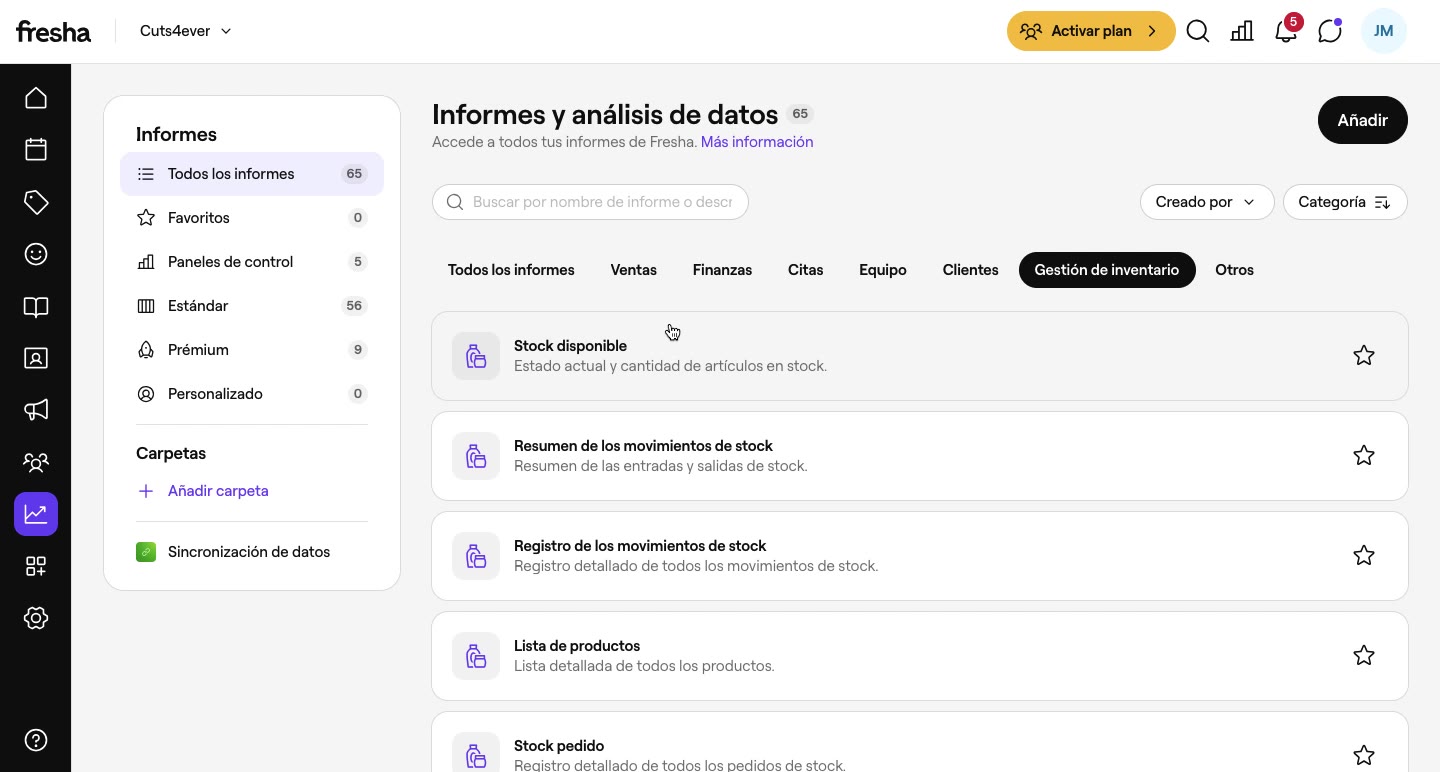 fresha
Cuts4ever
Activar plan
5
JM
Informes
Todos los informes 65
Favoritos 0
Paneles de control 5
Estándar 56
Prémium 9
Personalizado 0
Carpetas
Añadir carpeta
Sincronización de datos
Informes y análisis de datos 65
Accede a todos tus informes de Fresha. Más información
Añadir
Buscar por nombre de informe o descr
Creado por
Categoría
Todos los informes Ventas Finanzas Citas Equipo Clientes Gestión de inventario Otros
Stock disponible
Estado actual y cantidad de artículos en stock.
Resumen de los movimientos de stock
Resumen de las entradas y salidas de stock.
Registro de los movimientos de stock
Registro detallado de todos los movimientos de stock.
Lista de productos
Lista detallada de todos los productos.
Stock pedido
Registro detallado de todos los pedidos de stock.